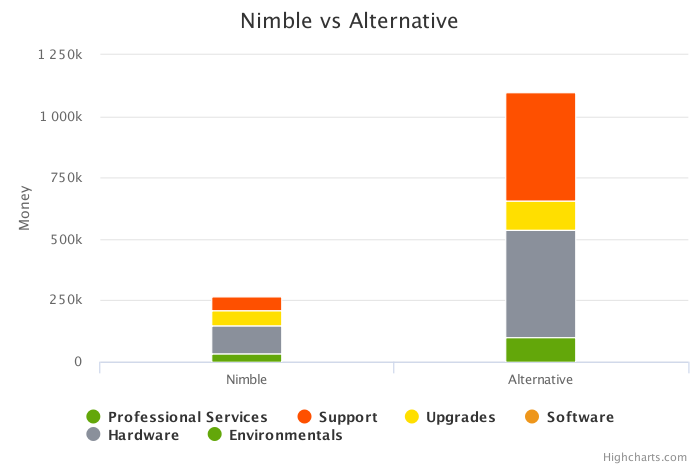 Nimble vs Alternative
1 250k
1 000k
750k
500k
250k
0
Money
Nimble
Alternative
Professional Services Support Upgrades Software
Hardware Environmentals
Highcharts.com